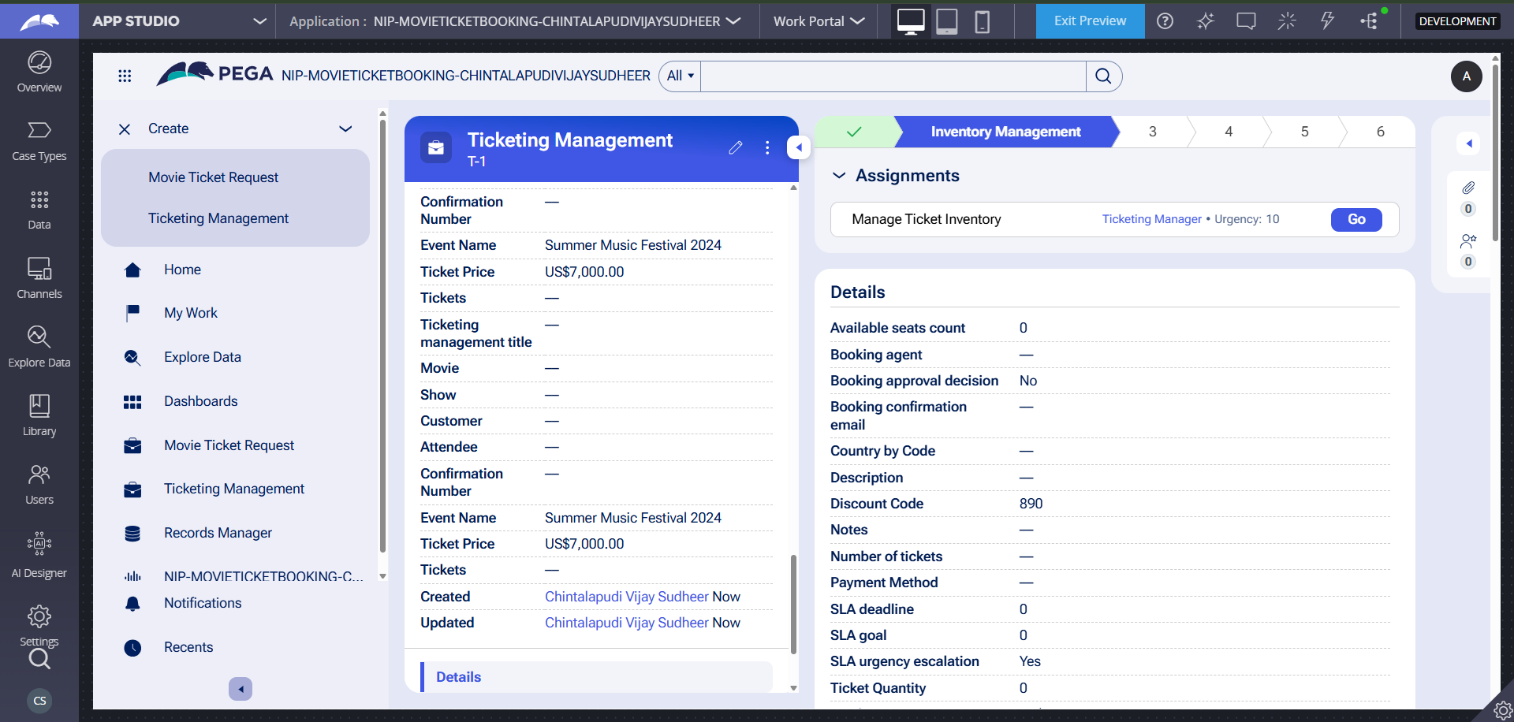 APP STUDIO
Application : NIP-MOVIETICKETBOOKING-CHINTALAPUDIVIJAYSUDHEER
Work Portal
Exit Preview
DEVELOPMENT
Overview
Case Types
Data
Channels
Explore Data
Library
Users
AI
AI Designer
Settings
CS
PEGA
NIP-MOVIETICKETBOOKING-CHINTALAPUDIVIJAYSUDHEER
All
A
Create
Movie Ticket Request
Ticketing Management
Home
My Work
Explore Data
Dashboards
Movie Ticket Request
Ticketing Management
Records Manager
NIP-MOVIETICKETBOOKING-C...
Notifications
Recents
Ticketing Management
T-1
Confirmation
Number —
Event Name Summer Music Festival 2024
Ticket Price US$7,000.00
Tickets —
Ticketing —
management title
Movie —
Show —
Customer —
Attendee —
Confirmation —
Number
Event Name Summer Music Festival 2024
Ticket Price US$7,000.00
Tickets —
Created Chintalapudi Vijay Sudheer Now
Updated Chintalapudi Vijay Sudheer Now
Details
Inventory Management
3
4
5
6
Assignments
Manage Ticket Inventory Ticketing Manager • Urgency: 10 Go
Details
Available seats count 0
Booking agent —
Booking approval decision No
Booking confirmation —
email
Country by Code —
Description —
Discount Code 890
Notes —
Number of tickets —
Payment Method —
SLA deadline 0
SLA goal 0
SLA urgency escalation Yes
Ticket Quantity 0
0
0